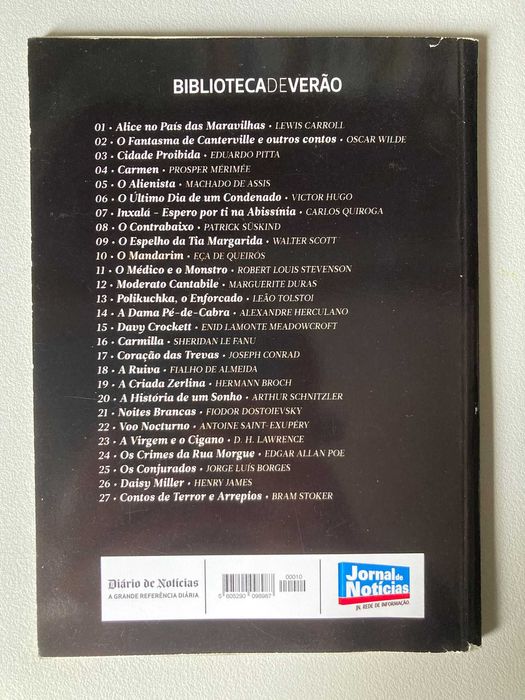 BIBLIOTECADEVERÃO
01 • Alice no País das Maravilhas • LEWIS CARROLL
02 • O Fantasma de Canterville e outros contos • OSCAR WILDE
03 • Cidade Proibida • EDUARDO PITTA
04 • Carmen • PROSPER MÉRIMÉE
05 • O Alienista • MACHADO DE ASSIS
06 • O Último Dia de um Condenado • VICTOR HUGO
07 • Inxalá - Espero por ti na Abissínia • CARLOS QUIROGA
08 • O Contrabaixo • PATRICK SÜSKIND
09 • O Espelho da Tia Margarida • WALTER SCOTT
10 • O Mandarim • EÇA DE QUEIRÓS
11 • O Médico e o Monstro • ROBERT LOUIS STEVENSON
12 • Moderato Cantabile • MARGUERITE DURAS
13 • Polikuchka, o Enforcado • LEÃO TOLSTOI
14 • A Dama Pé-de-Cabra • ALEXANDRE HERCULANO
15 • Davy Crockett • ENID LAMONTE MEADOWCROFT
16 • Carmilla • SHERIDAN LE FANU
17 • Coração das Trevas • JOSEPH CONRAD
18 • A Ruiva • FIALHO DE ALMEIDA
19 • A Criada Zerlina • HERMANN BROCH
20 • A História de um Sonho • ARTHUR SCHNITZLER
21 • Noites Brancas • FIODOR DOSTOIEVSKY
22 • Voo Nocturno • ANTOINE SAINT-EXUPÉRY
23 • A Virgem e o Cigano • D. H. LAWRENCE
24 • Os Crimes da Rua Morgue • EDGAR ALLAN POE
25 • Os Conjurados • JORGE LUÍS BORGES
26 • Daisy Miller • HENRY JAMES
27 • Contos de Terror e Arrepios • BRAM STOKER
Diário de Notícias
A GRANDE REFERÊNCIA DIÁRIA
00010
5 605290 098987
Jornal de
Notícias
JN, REDE DE INFORMAÇÃO.